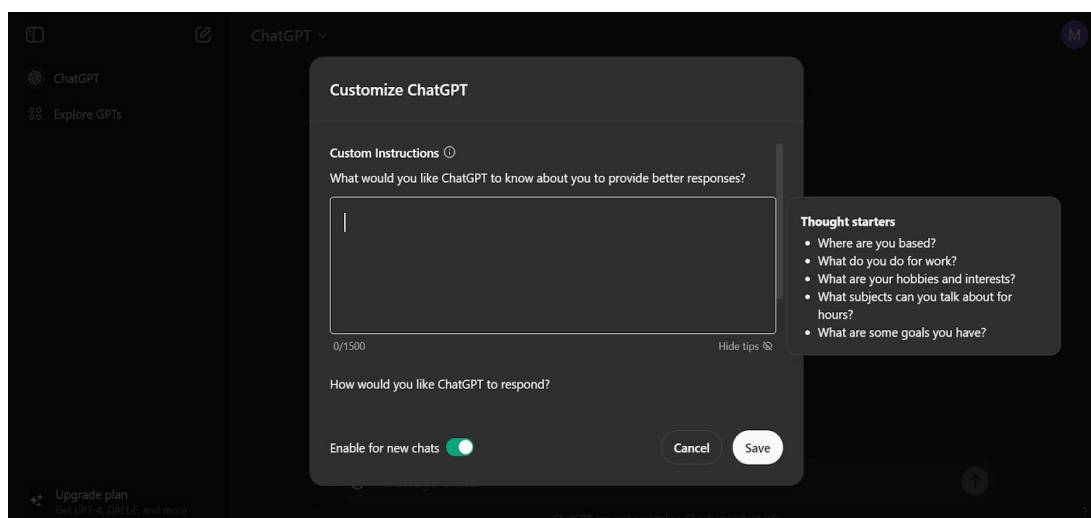 ChatGPT
M
ChatGPT
Explore GPTs
Customize ChatGPT
Custom Instructions
What would you like ChatGPT to know about you to provide better responses?
Thought starters
• Where are you based?
• What do you do for work?
• What are your hobbies and interests?
• What subjects can you talk about for
hours?
• What are some goals you have?
0/1500
Hide tips
How would you like ChatGPT to respond?
Enable for new chats
Cancel
Save
Upgrade plan
Get GPT-4, DALL·E, and more